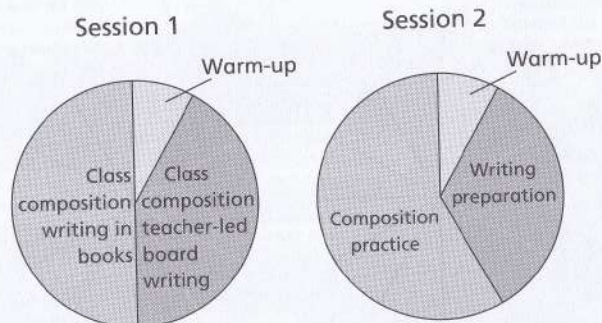 Session 1
Warm-up
Class
composition
writing in
books
Class
composition
teacher-led
board
writing
Session 2
Warm-up
Writing
preparation
Composition
practice